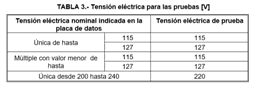 TABLA 3.- Tensión eléctrica para las pruebas [V]
Tensión eléctrica nominal indicada en la placa de datos
Tensión eléctrica de prueba
Única de hasta
115
115
127
127
Múltiple con valor menor de hasta
115
115
127
127
Única desde 200 hasta 240
220